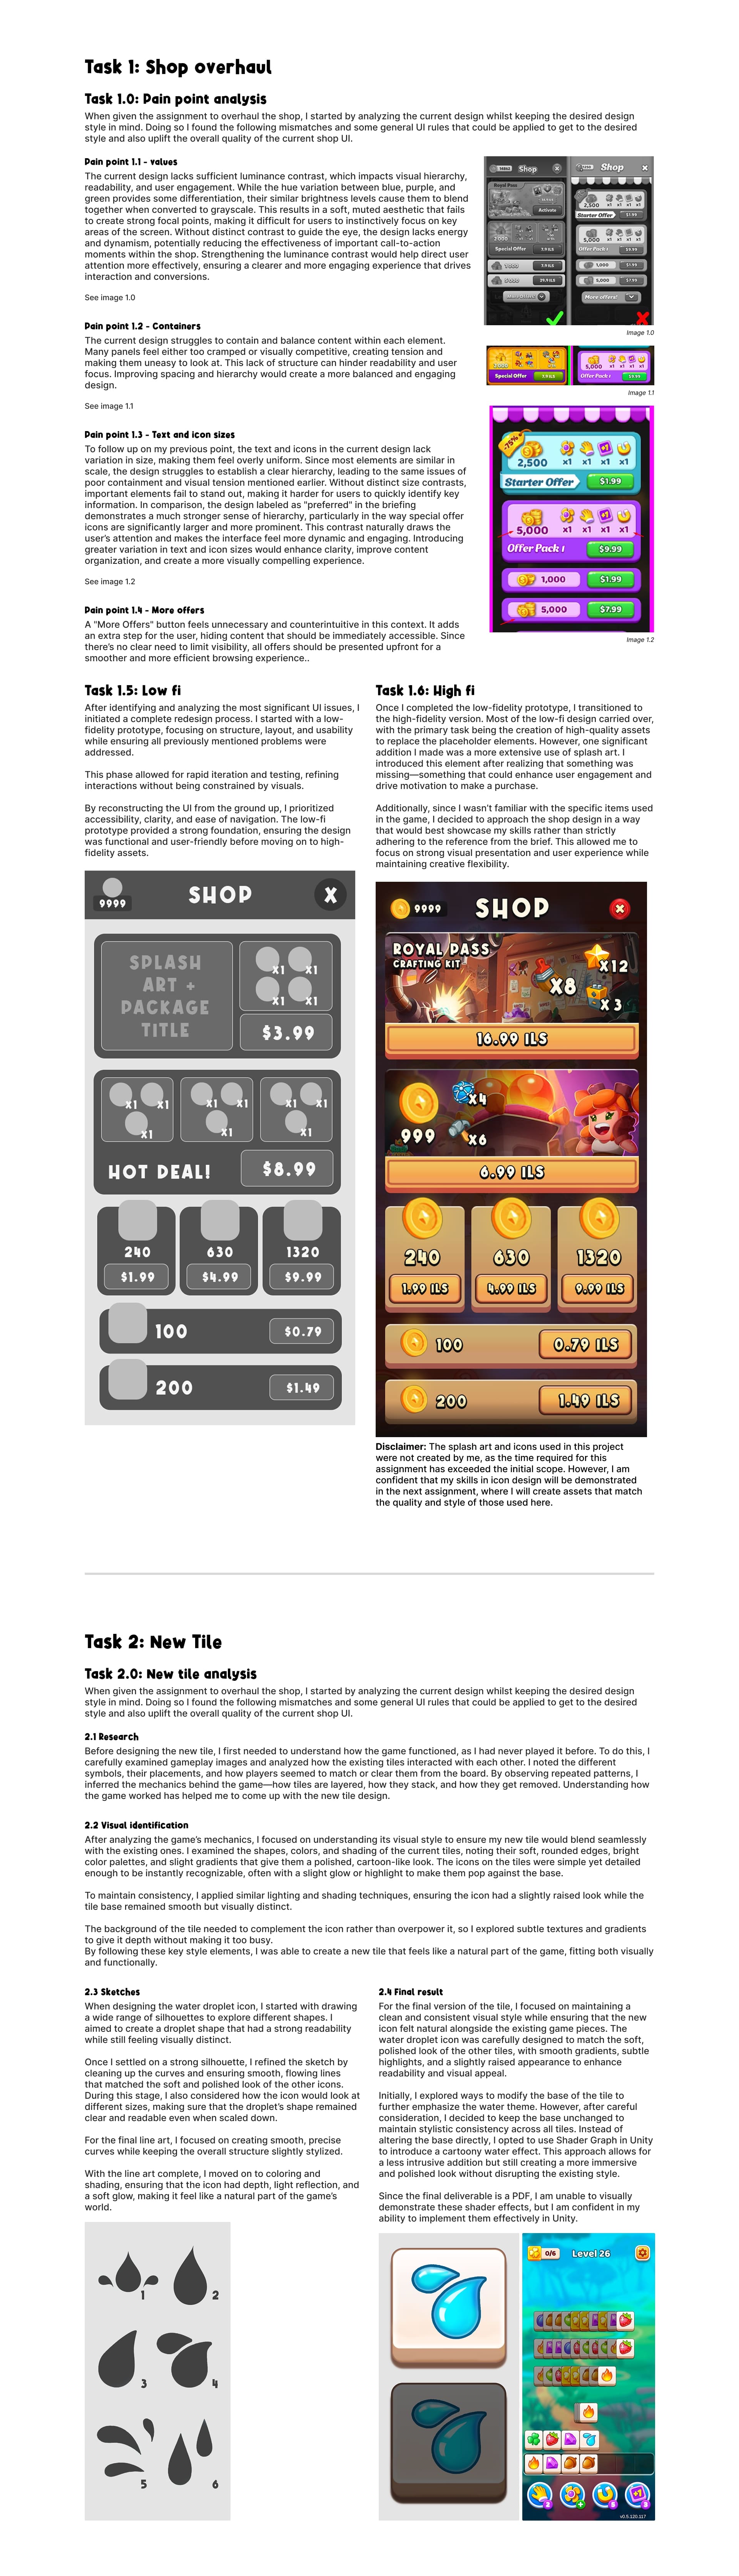 Task 1: Shop overhaul
Task 1.0: Pain point analysis
When given the assignment to overhaul the shop, I started by analyzing the current design whilst keeping the desired design
style in mind. Doing so I found the following mismatches and some general UI rules that could be applied to get to the desired
style and also uplift the overall quality of the current shop UI.
Pain point 1.1 - values
The current design lacks sufficient luminance contrast, which impacts visual hierarchy,
readability, and user engagement. While the hue variation between blue, purple, and
green provides some differentiation, their similar brightness levels cause them to blend
together when converted to grayscale. This results in a soft, muted aesthetic that fails
to create strong focal points, making it difficult for users to instinctively focus on key
areas of the screen. Without distinct contrast to guide the eye, the design lacks energy
and dynamism, potentially reducing the effectiveness of important call-to-action
moments within the shop. Strengthening the luminance contrast would help direct user
attention more effectively, ensuring a clearer and more engaging experience that drives
interaction and conversions.
See image 1.0
Shop
Royal Pass
Activate
Special Offer
Shop
2,500
Starter Offer
$1.99
5,000
Offer Pack 1
1,000
5,000
More offers!
Image 1.0
Pain point 1.2 - Containers
The current design struggles to contain and balance content within each element.
Many panels feel either too cramped or visually competitive, creating tension and
making them uneasy to look at. This lack of structure can hinder readability and user
focus. Improving spacing and hierarchy would create a more balanced and engaging
design.
See image 1.1
Special Offer
5,000
Offer Pack 1
Image 1.1
Pain point 1.3 - Text and icon sizes
To follow up on my previous point, the text and icons in the current design lack
variation in size, making them feel overly uniform. Since most elements are similar in
scale, the design struggles to establish a clear hierarchy, leading to the same issues of
poor containment and visual tension mentioned earlier. Without distinct size contrasts,
important elements fail to stand out, making it harder for users to quickly identify key
information. In comparison, the design labeled as "preferred" in the briefing
demonstrates a much stronger sense of hierarchy, particularly in the way special offer
icons are significantly larger and more prominent. This contrast naturally draws the
user's attention and makes the interface feel more dynamic and engaging. Introducing
greater variation in text and icon sizes would enhance clarity, improve content
organization, and create a more visually compelling experience.
See image 1.2
-75%
2,500 x1 x1 x1 x1
Starter Offer $1.99
5,000 x1 x1 x1 x1
Offer Pack 1 $9.99
1,000 $1.99
5,000 $7.99
Image 1.2
Pain point 1.4 - More offers
A "More Offers" button feels unnecessary and counterintuitive in this context. It adds
an extra step for the user, hiding content that should be immediately accessible. Since
there's no clear need to limit visibility, all offers should be presented upfront for a
smoother and more efficient browsing experience..
Task 1.5: Low fi
After identifying and analyzing the most significant UI issues, I
initiated a complete redesign process. I started with a low-
fidelity prototype, focusing on structure, layout, and usability
while ensuring all previously mentioned problems were
addressed.
This phase allowed for rapid iteration and testing, refining
interactions without being constrained by visuals.
By reconstructing the UI from the ground up, I prioritized
accessibility, clarity, and ease of navigation. The low-fi
prototype provided a strong foundation, ensuring the design
was functional and user-friendly before moving on to high-
fidelity assets.
9999 SHOP X
SPLASH
ART +
PACKAGE
TITLE
x1 x1
x1 x1
$3.99
x1 x1 x1 x1 x1 x1
x1 x1 x1
HOT DEAL! $8.99
240 630 1320
$1.99 $4.99 $9.99
100 $0.79
200 $1.49
Task 1.6: High fi
Once I completed the low-fidelity prototype, I transitioned to
the high-fidelity version. Most of the low-fi design carried over,
with the primary task being the creation of high-quality assets
to replace the placeholder elements. However, one significant
addition I made was a more extensive use of splash art. I
introduced this element after realizing that something was
missing—something that could enhance user engagement and
drive motivation to make a purchase.
Additionally, since I wasn't familiar with the specific items used
in the game, I decided to approach the shop design in a way
that would best showcase my skills rather than strictly
adhering to the reference from the brief. This allowed me to
focus on strong visual presentation and user experience while
maintaining creative flexibility.
9999 SHOP X
ROYAL PASS
CRAFTING KIT
X12
X8
X 3
16.99 ILS
X4
999 X6
6.99 ILS
240 630 1320
1.99 ILS 4.99 ILS 9.99 ILS
100 0.79 ILS
200 1.49 ILS
Disclaimer: The splash art and icons used in this project
were not created by me, as the time required for this
assignment has exceeded the initial scope. However, I am
confident that my skills in icon design will be demonstrated
in the next assignment, where I will create assets that match
the quality and style of those used here.
Task 2: New Tile
Task 2.0: New tile analysis
When given the assignment to overhaul the shop, I started by analyzing the current design whilst keeping the desired design
style in mind. Doing so I found the following mismatches and some general UI rules that could be applied to get to the desired
style and also uplift the overall quality of the current shop UI.
2.1 Research
Before designing the new tile, I first needed to understand how the game functioned, as I had never played it before. To do this, I
carefully examined gameplay images and analyzed how the existing tiles interacted with each other. I noted the different
symbols, their placements, and how players seemed to match or clear them from the board. By observing repeated patterns, I
inferred the mechanics behind the game—how tiles are layered, how they stack, and how they get removed. Understanding how
the game worked has helped me to come up with the new tile design.
2.2 Visual identification
After analyzing the game's mechanics, I focused on understanding its visual style to ensure my new tile would blend seamlessly
with the existing ones. I examined the shapes, colors, and shading of the current tiles, noting their soft, rounded edges, bright
color palettes, and slight gradients that give them a polished, cartoon-like look. The icons on the tiles were simple yet detailed
enough to be instantly recognizable, often with a slight glow or highlight to make them pop against the base.
To maintain consistency, I applied similar lighting and shading techniques, ensuring the icon had a slightly raised look while the
tile base remained smooth but visually distinct.
The background of the tile needed to complement the icon rather than overpower it, so I explored subtle textures and gradients
to give it depth without making it too busy.
By following these key style elements, I was able to create a new tile that feels like a natural part of the game, fitting both visually
and functionally.
2.3 Sketches
When designing the water droplet icon, I started with drawing
a wide range of silhouettes to explore different shapes. I
aimed to create a droplet shape that had a strong readability
while still feeling visually distinct.
Once I settled on a strong silhouette, I refined the sketch by
cleaning up the curves and ensuring smooth, flowing lines
that matched the soft and polished look of the other icons.
During this stage, I also considered how the icon would look at
different sizes, making sure that the droplet's shape remained
clear and readable even when scaled down.
For the final line art, I focused on creating smooth, precise
curves while keeping the overall structure slightly stylized.
With the line art complete, I moved on to coloring and
shading, ensuring that the icon had depth, light reflection, and
a soft glow, making it feel like a natural part of the game's
world.
1 2
3 4
5 6
2.4 Final result
For the final version of the tile, I focused on maintaining a
clean and consistent visual style while ensuring that the new
icon felt natural alongside the existing game pieces. The
water droplet icon was carefully designed to match the soft,
polished look of the other tiles, with smooth gradients, subtle
highlights, and a slightly raised appearance to enhance
readability and visual appeal.
Initially, I explored ways to modify the base of the tile to
further emphasize the water theme. However, after careful
consideration, I decided to keep the base unchanged to
maintain stylistic consistency across all tiles. Instead of
altering the base directly, I opted to use Shader Graph in Unity
to introduce a cartoony water effect. This approach allows for
a less intrusive addition but still creating a more immersive
and polished look without disrupting the existing style.
Since the final deliverable is a PDF, I am unable to visually
demonstrate these shader effects, but I am confident in my
ability to implement them effectively in Unity.
0/6 Level 26
v0.5.120.117